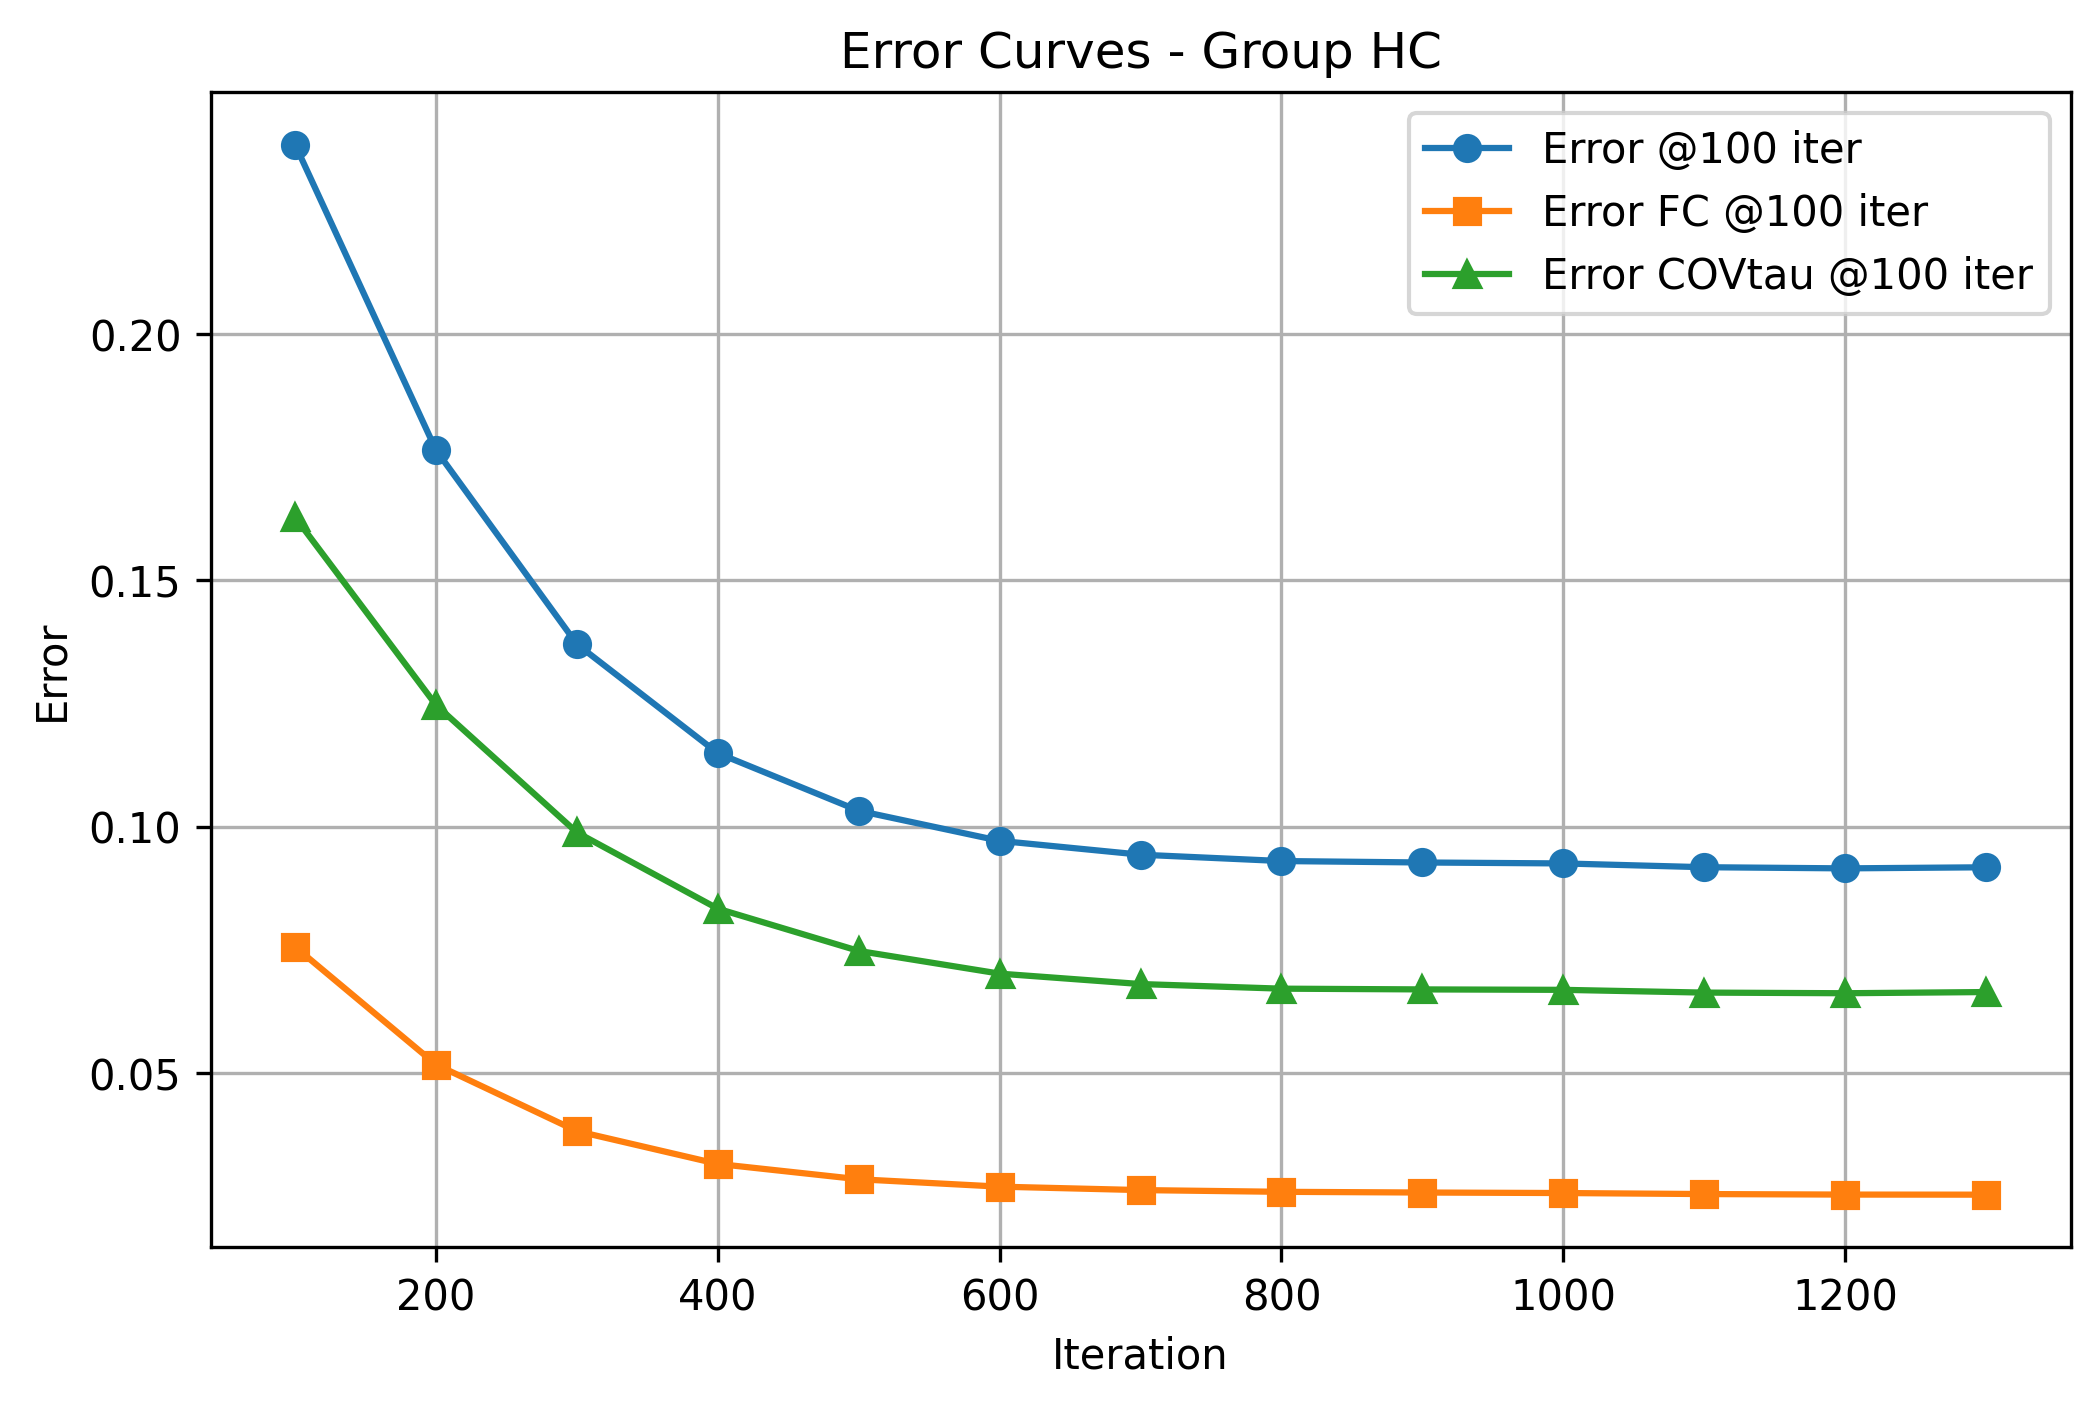 Error Curves - Group HC
Error @100 iter
Error FC @100 iter
Error COVtau @100 iter
Error
0.20
0.15
0.10
0.05
200 400 600 800 1000 1200
Iteration